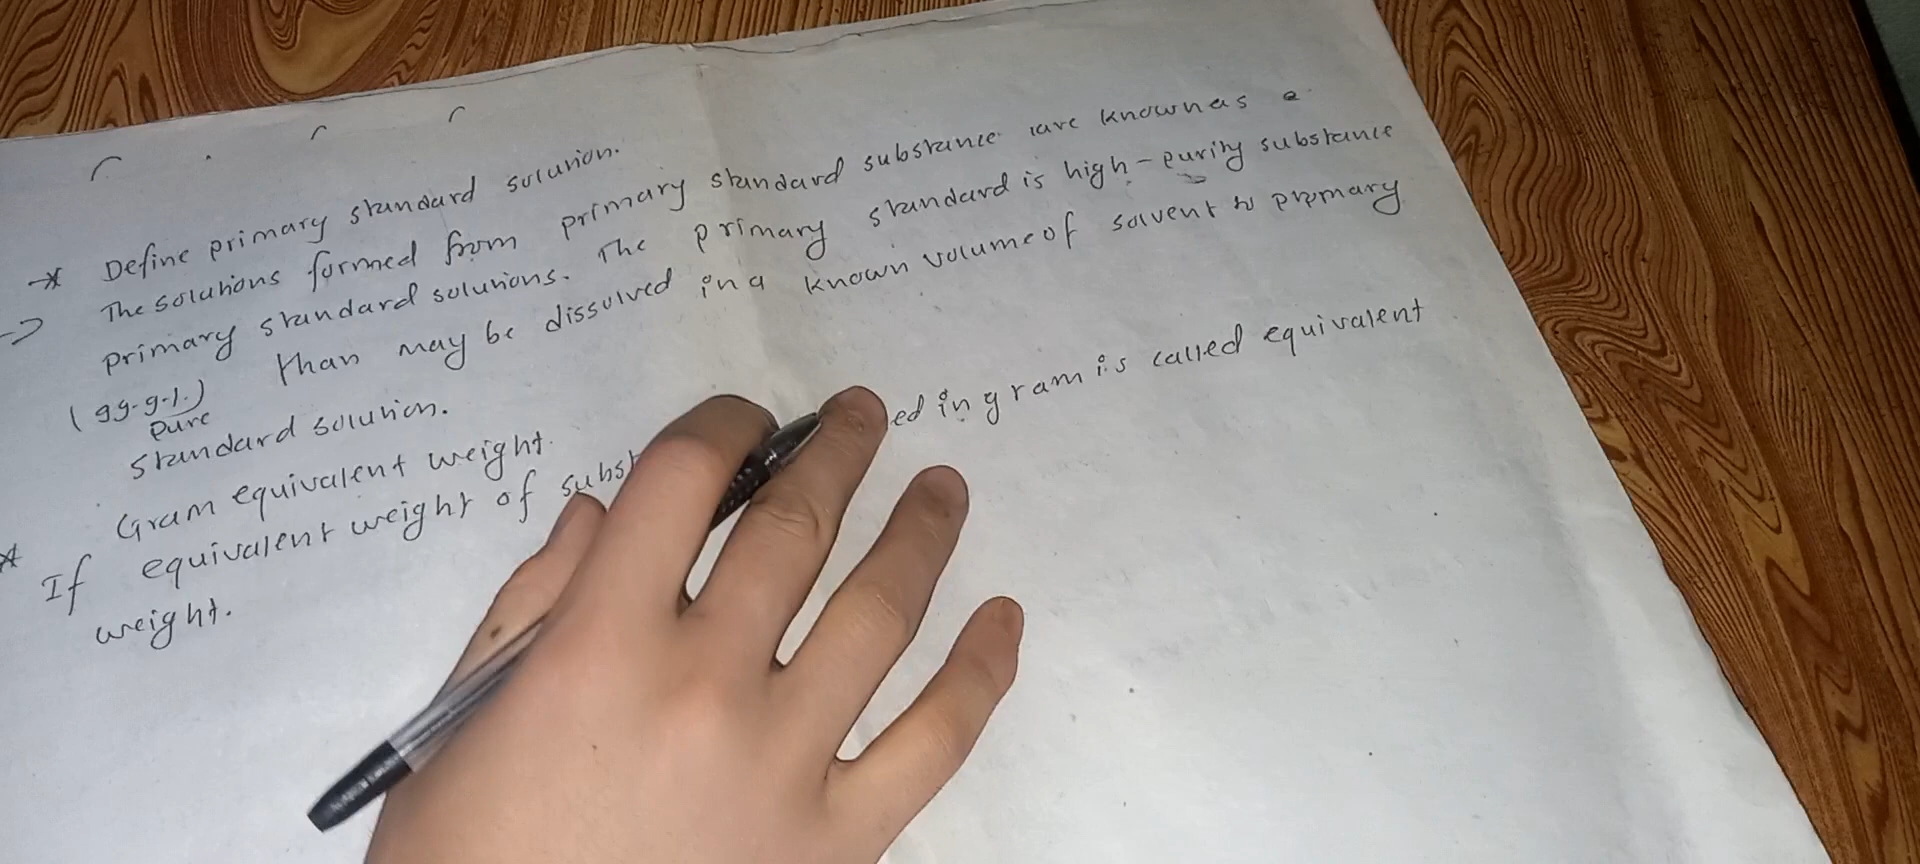 * Define primary standard solution.
-> The solutions formed from primary standard substance are known as a
primary standard solutions. The primary standard is high-purity substance
(99.9%) than may be dissolved in a known volume of solvent to primary
pure
standard solution.
* Gram equivalent weight.
If equivalent weight of subst ed in gram is called equivalent
weight.